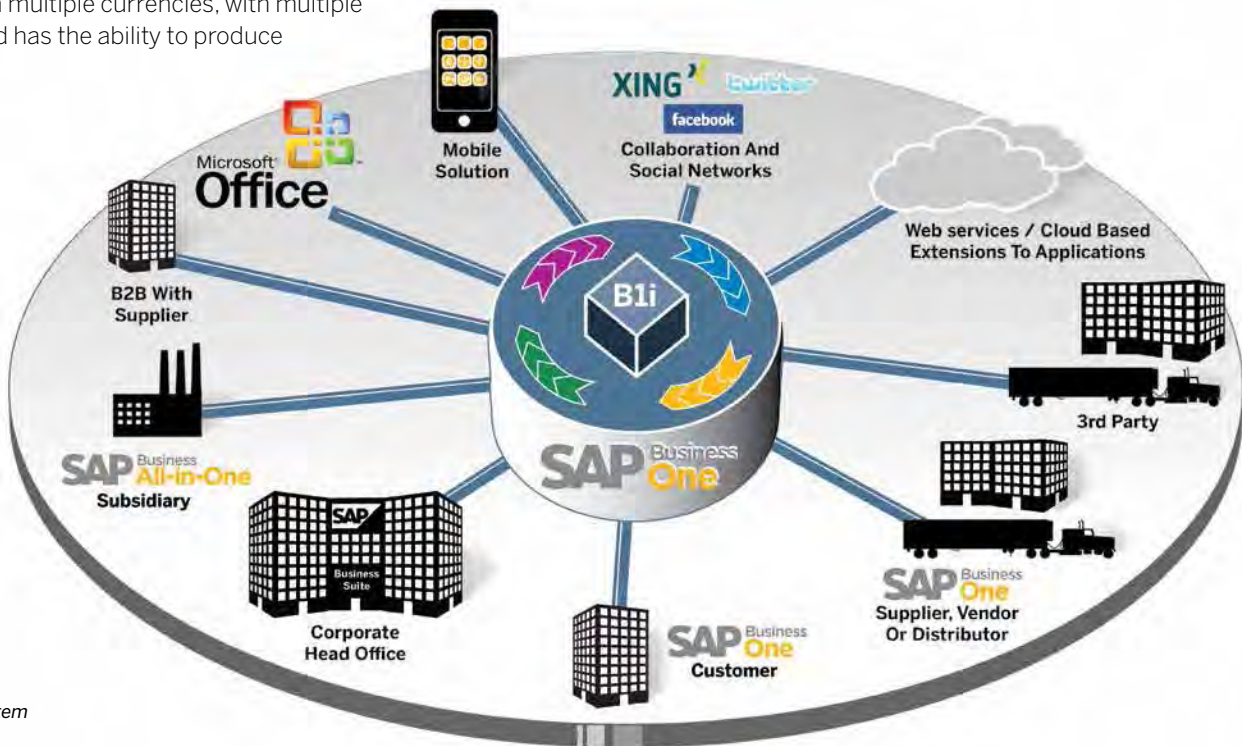 multiple currencies, with multiple
has the ability to produce
XING twitter
facebook
Collaboration And
Social Networks
Mobile
Solution
Microsoft
Office
Web services / Cloud Based
Extensions To Applications
B2B With
Supplier
B1i
3rd Party
SAP Business
All-in-One
Subsidiary
SAP Business
One
SAP
Business
Suite
Corporate
Head Office
SAP Business
One
Customer
SAP Business
One
Supplier, Vendor
Or Distributor